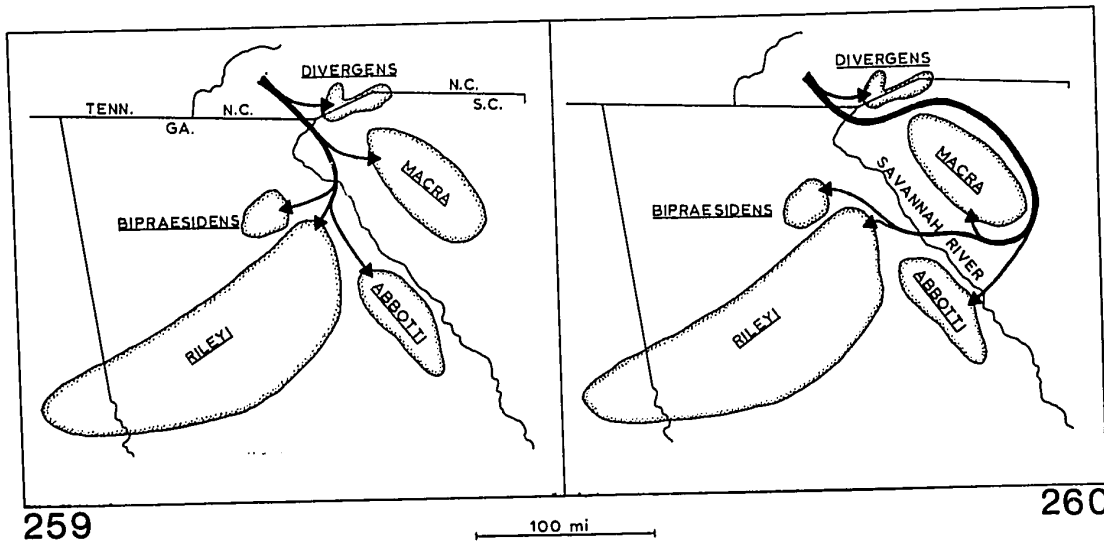 DIVERGENS
TENN.
N.C.
N.C.
S.C.
GA.
MACRA
BIPRAESIDENS
ABBOTTI
RILEYI
DIVERGENS
MACRA
SAVANNAH RIVER
BIPRAESIDENS
ABBOTTI
RILEYI
259
100 mi
260